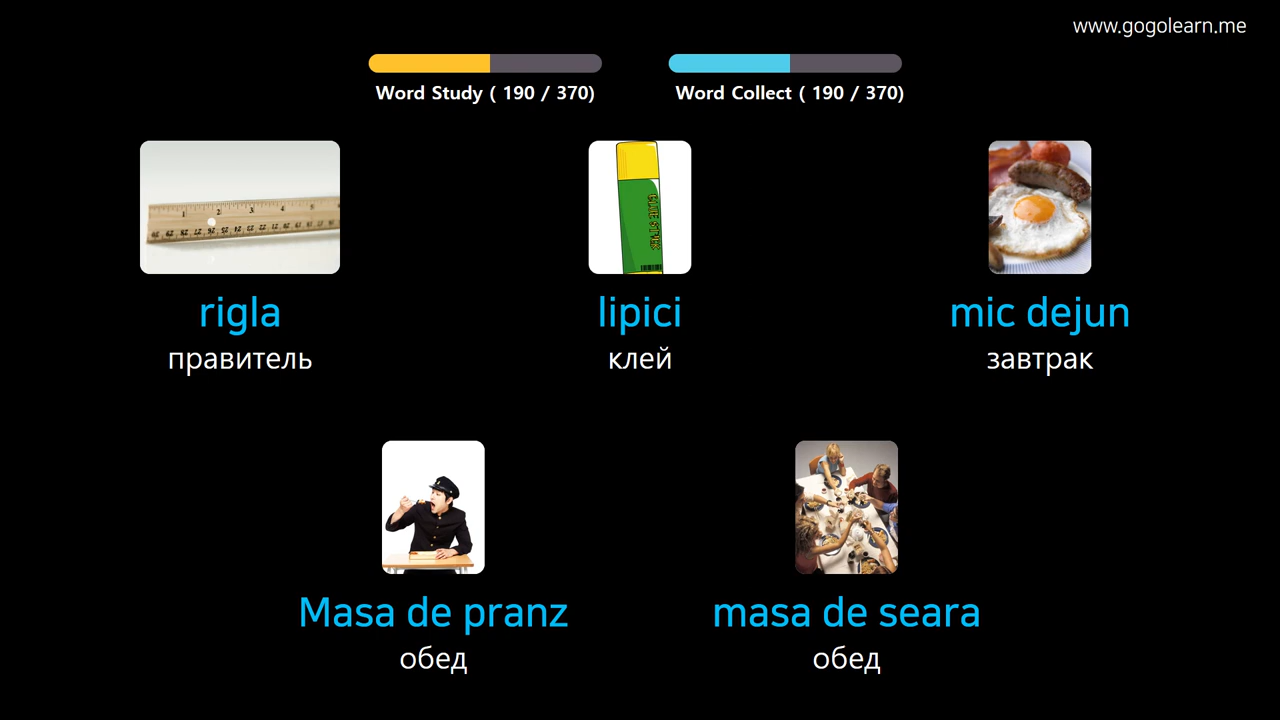 www.gogolearn.me
Word Study ( 190 / 370)
Word Collect ( 190 / 370)
rigla
правитель
lipici
клей
mic dejun
завтрак
Masa de pranz
обед
masa de seara
обед